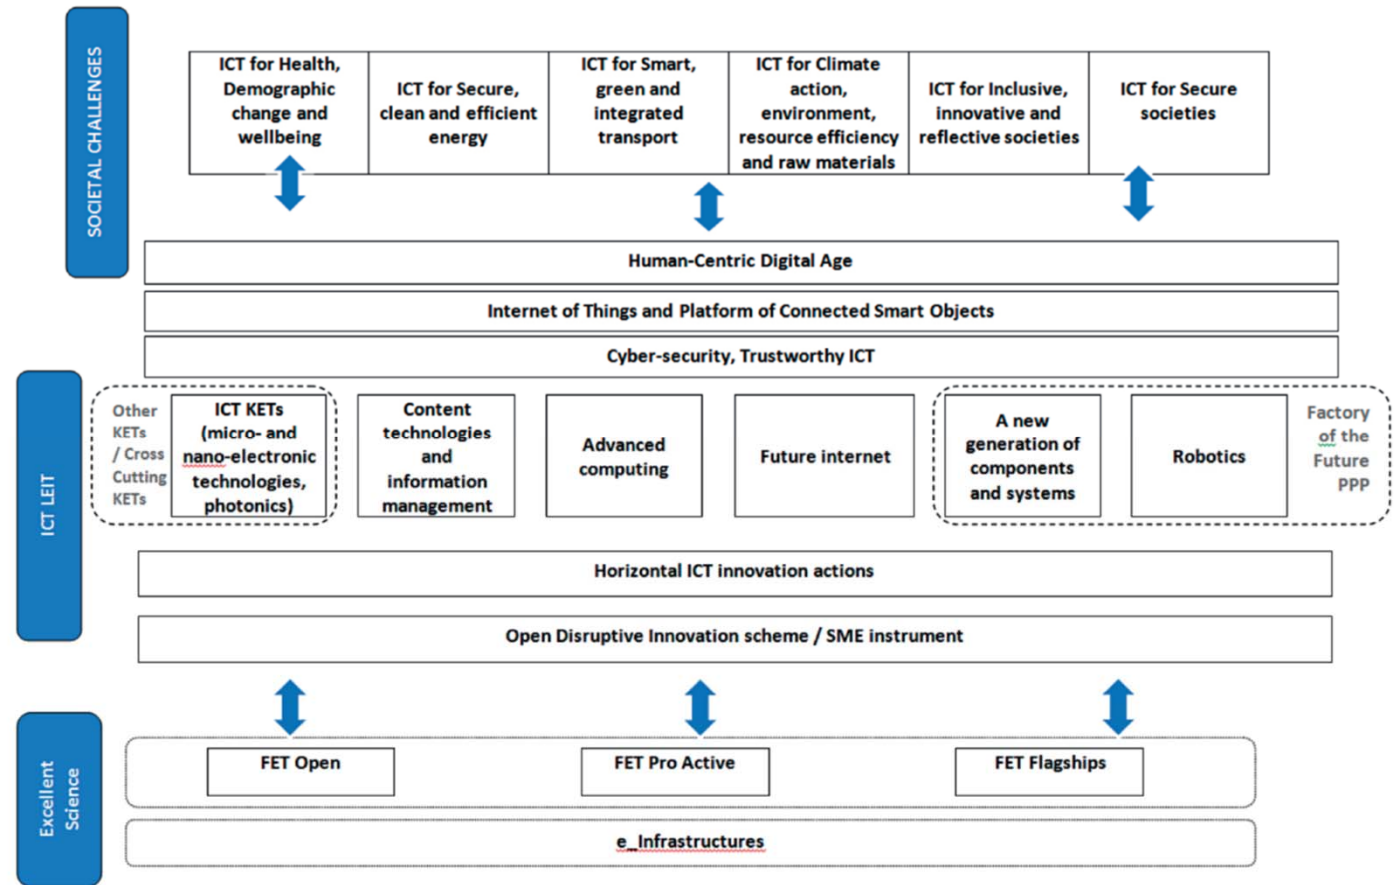 SOCIETAL CHALLENGES
ICT for Health,
Demographic
change and
wellbeing
ICT for Secure,
clean and efficient
energy
ICT for Smart,
green and
integrated
transport
ICT for Climate
action,
environment,
resource efficiency
and raw materials
ICT for Inclusive,
innovative and
reflective societies
ICT for Secure
societies
Human-Centric Digital Age
Internet of Things and Platform of Connected Smart Objects
Cyber-security, Trustworthy ICT
ICT LEIT
Other
KETs
/ Cross
Cutting
KETs
ICT KETs
(micro- and
nano-electronic
technologies,
photonics)
Content
technologies
and
information
management
Advanced
computing
Future internet
A new
generation of
components
and systems
Robotics
Factory
of the
Future
PPP
Horizontal ICT innovation actions
Open Disruptive Innovation scheme / SME instrument
Excellent
Science
FET Open
FET Pro Active
FET Flagships
e_Infrastructures